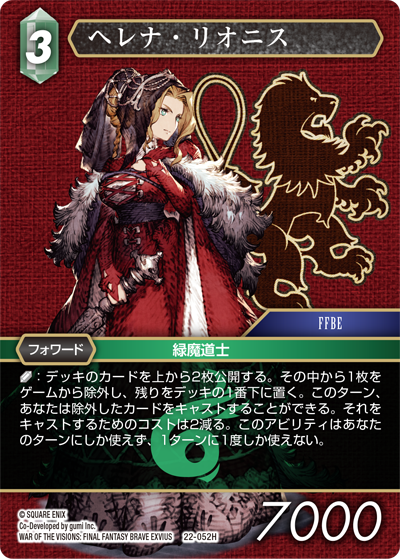 3
ヘレナ・リオニス
FFBE
フォワード
緑魔道士
：デッキのカードを上から2枚公開する。その中から1枚を
ゲームから除外し、残りをデッキの1番下に置く。このターン、
あなたは除外したカードをキャストすることができる。それを
キャストするためのコストは2減る。このアビリティはあなた
のターンにしか使えず、1ターンに1度しか使えない。
© SQUARE ENIX
Co-Developed by gumi Inc.
WAR OF THE VISIONS: FINAL FANTASY BRAVE EXVIUS
22-052H
7000